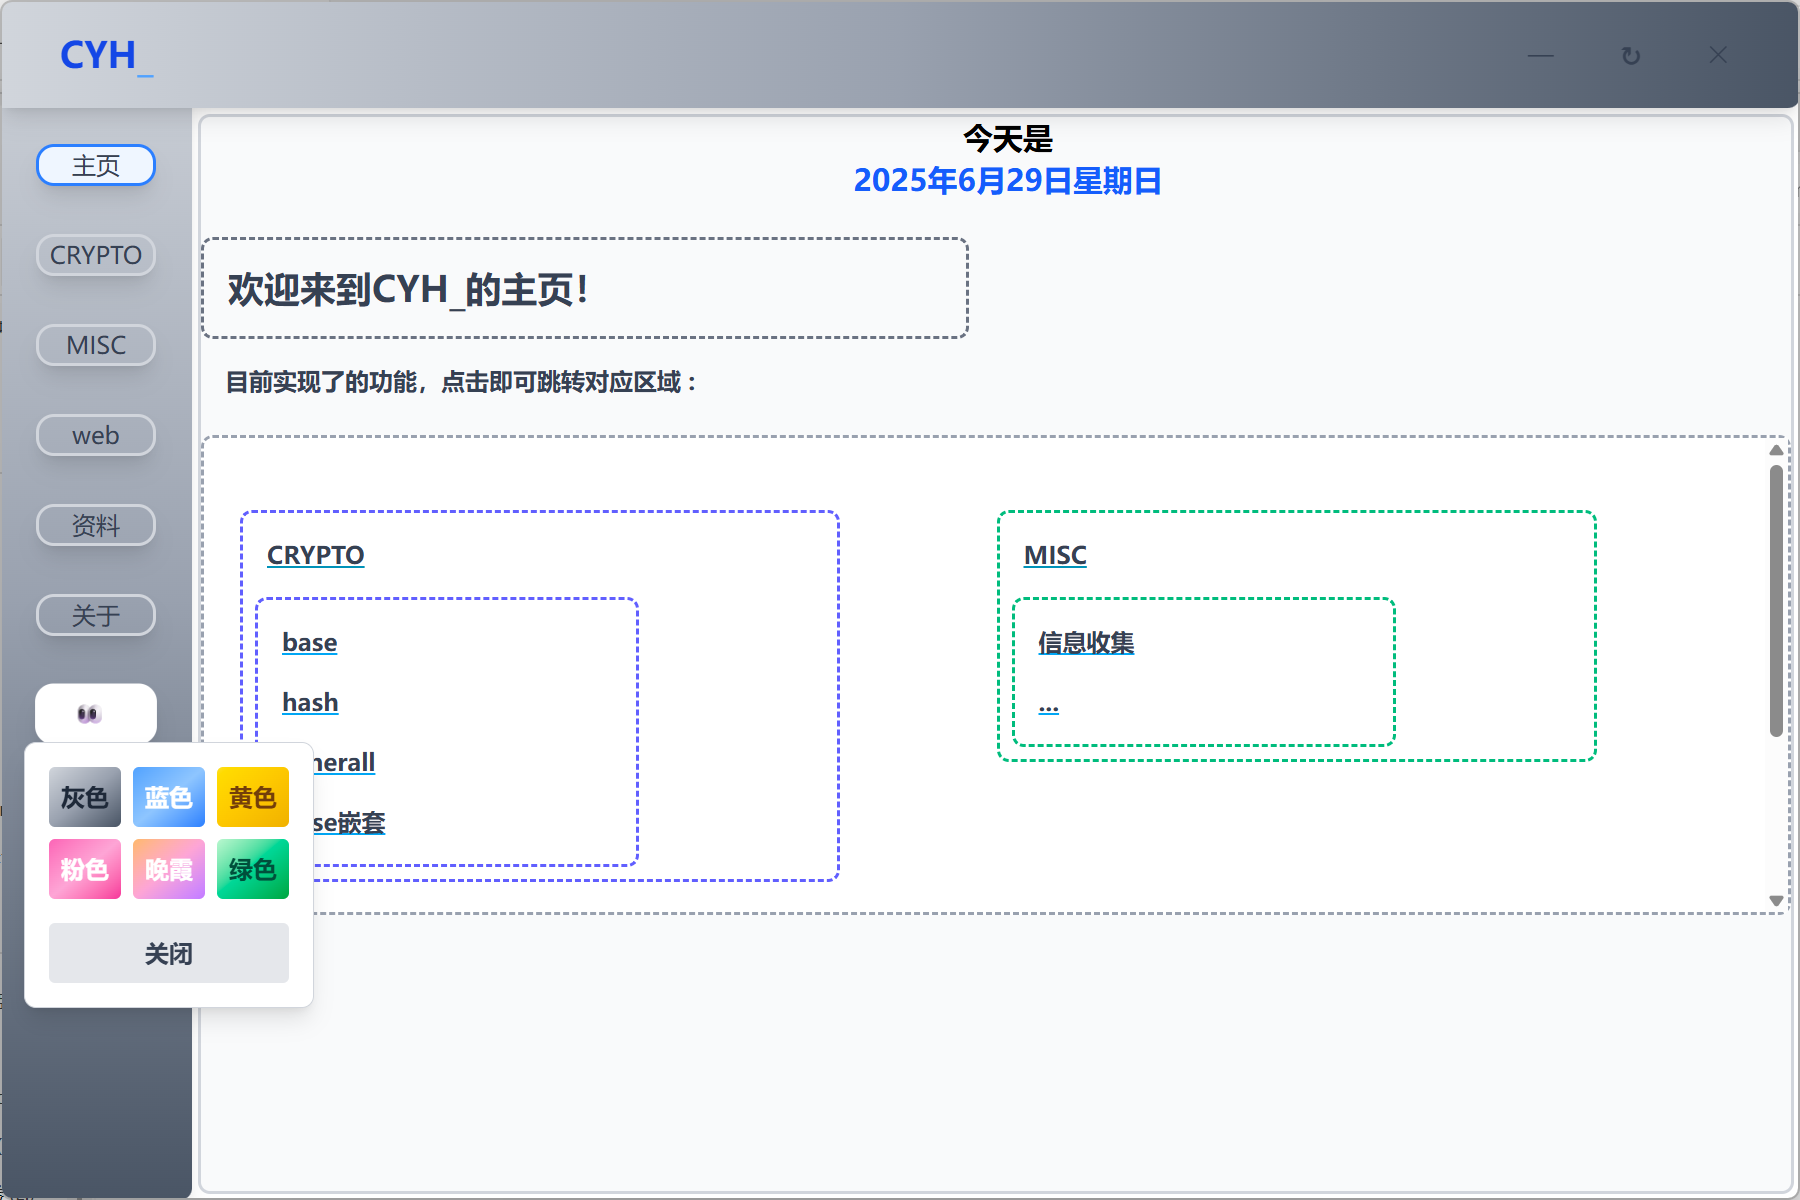 CYH_
— ↻ ×
今天是
2025年6月29日星期日
主页
CRYPTO
MISC
web
资料
关于
欢迎来到CYH_的主页！
目前实现了的功能，点击即可跳转对应区域：
CRYPTO
base
hash
nerall
se嵌套
MISC
信息收集
...
灰色 蓝色 黄色
粉色 晚霞 绿色
关闭